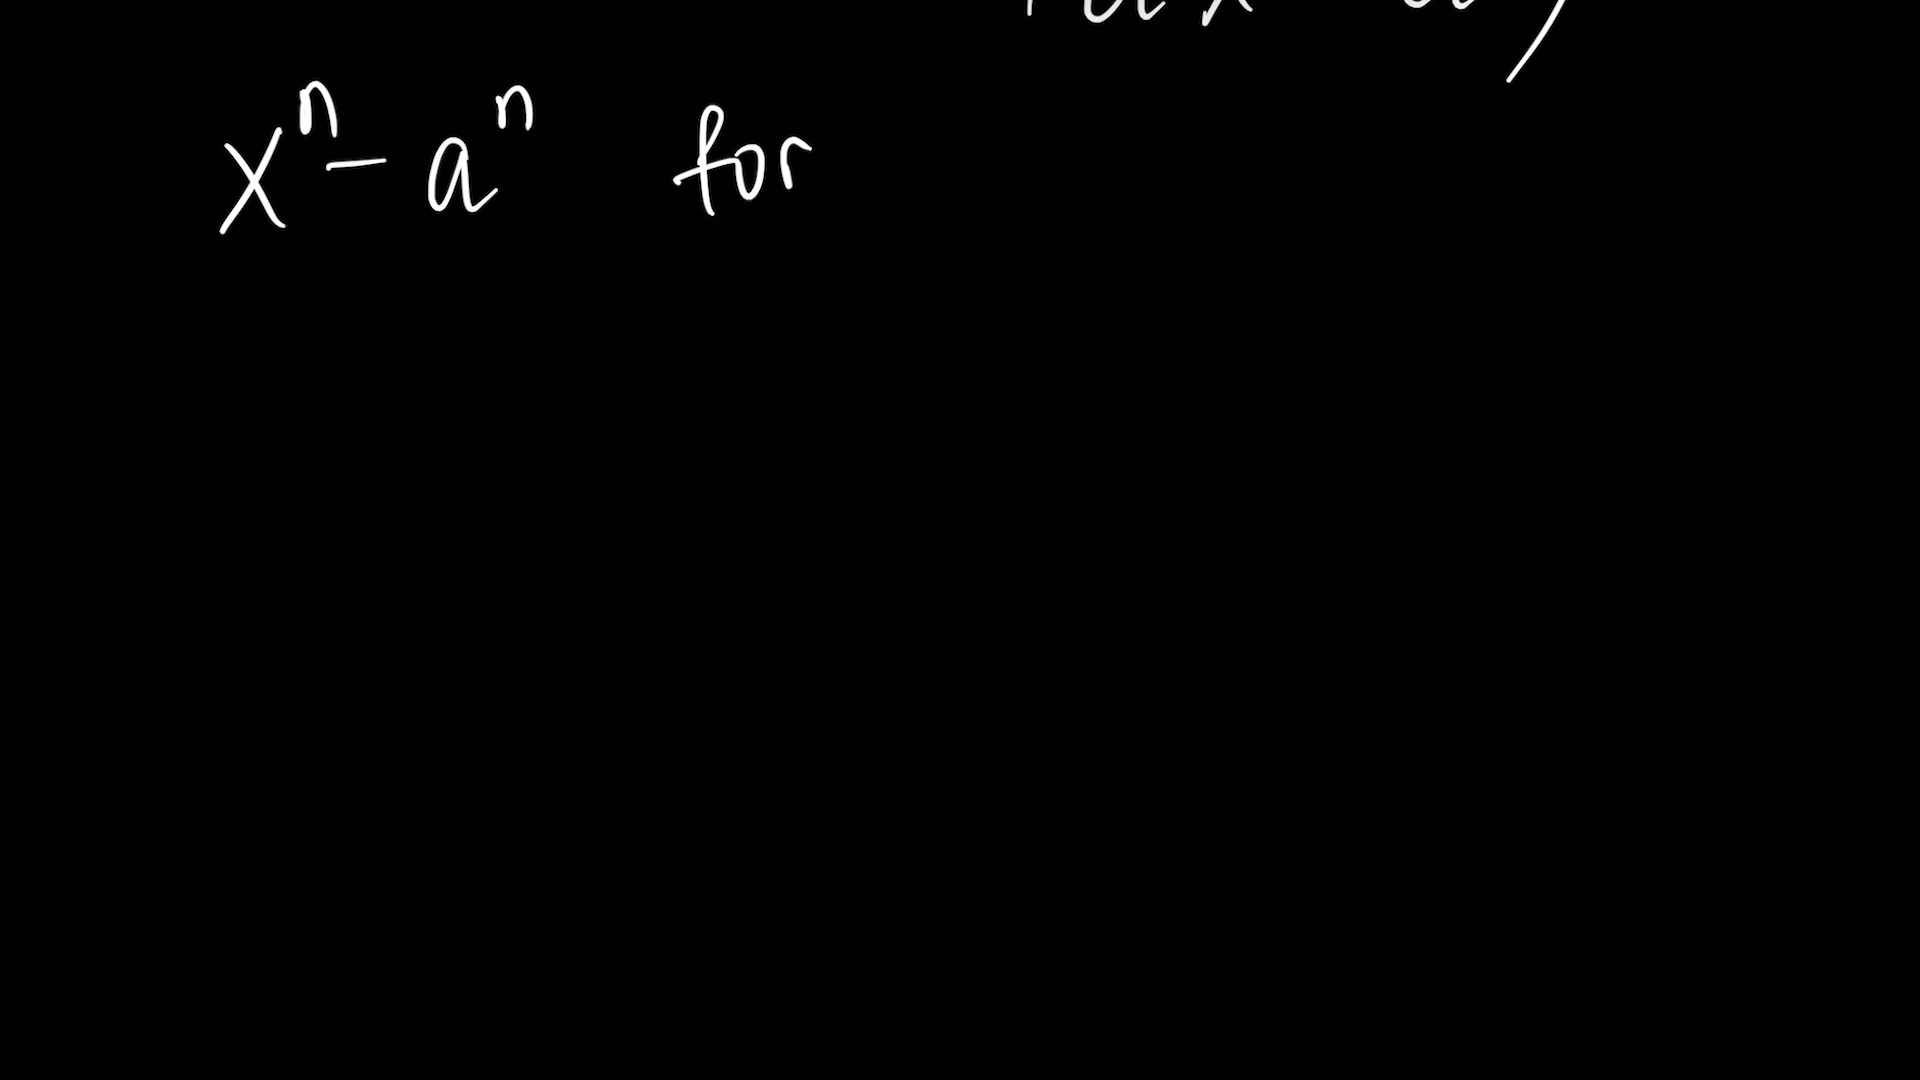 xⁿ - aⁿ for